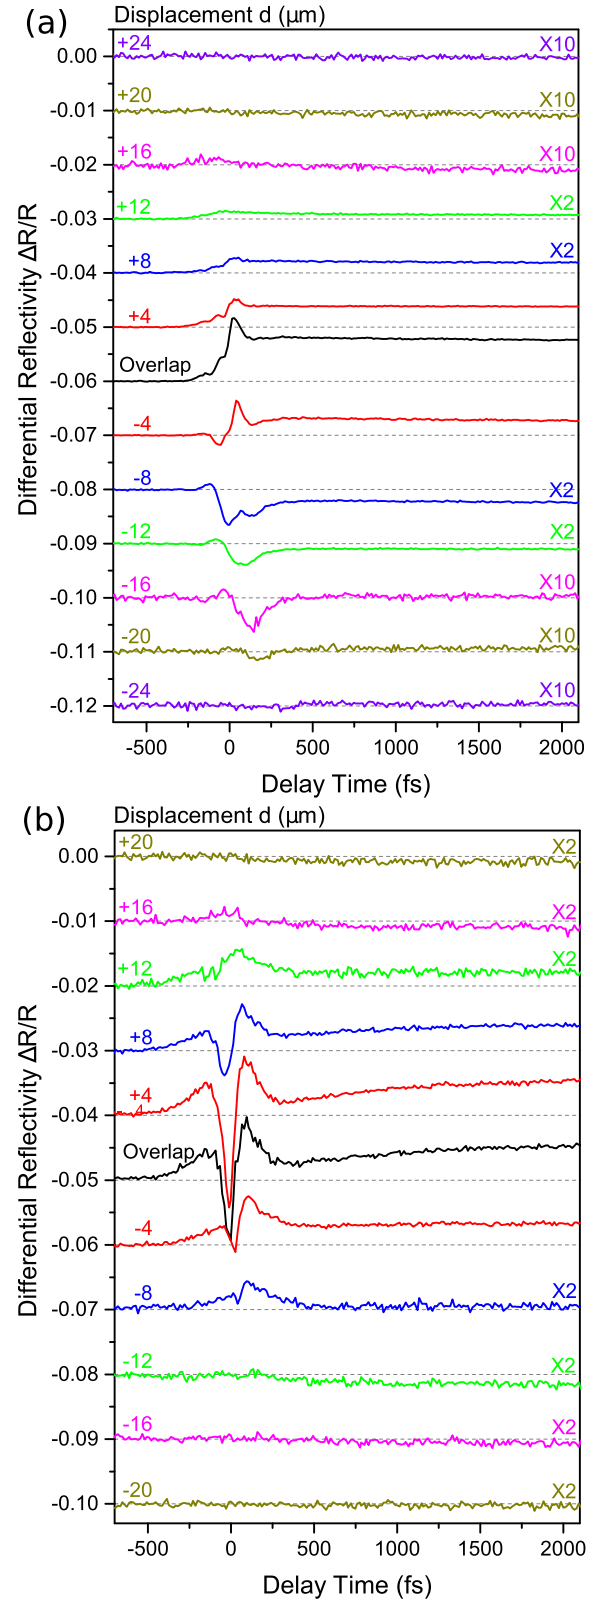 (a)
Displacement d (μm)
Differential Reflectivity ΔR/R
0.00
-0.01
-0.02
-0.03
-0.04
-0.05
-0.06
-0.07
-0.08
-0.09
-0.10
-0.11
-0.12
+24 X10
+20 X10
+16 X10
+12 X2
+8 X2
+4
Overlap
-4
-8 X2
-12 X2
-16 X10
-20 X10
-24 X10
-500 0 500 1000 1500 2000
Delay Time (fs)
(b)
Displacement d (μm)
Differential Reflectivity ΔR/R
0.00
-0.01
-0.02
-0.03
-0.04
-0.05
-0.06
-0.07
-0.08
-0.09
-0.10
+20 X2
+16 X2
+12 X2
+8 X2
+4
4
Overlap
-4
-8 X2
-12 X2
-16 X2
-20 X2
-500 0 500 1000 1500 2000
Delay Time (fs)